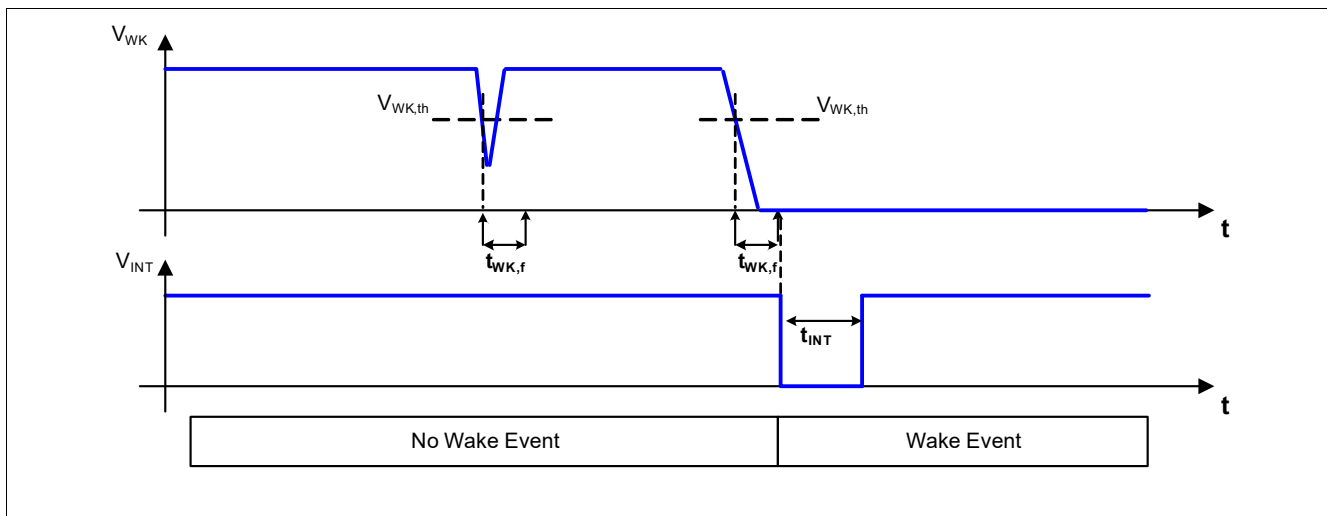 VWK
VWK,th
VWK,th
t
tWK,f
tWK,f
VINT
tINT
t
No Wake Event
Wake Event